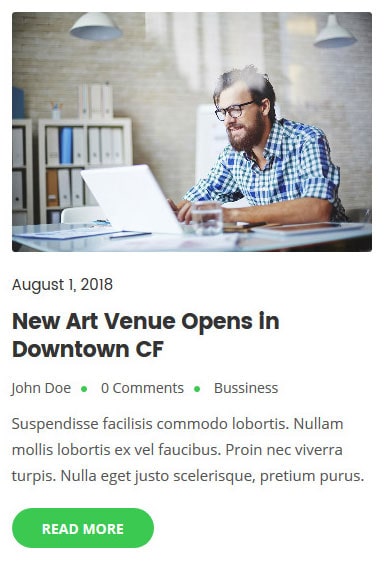 August 1, 2018
New Art Venue Opens in
Downtown CF
John Doe • 0 Comments • Bussiness
Suspendisse facilisis commodo lobortis. Nullam
mollis lobortis ex vel faucibus. Proin nec viverra
turpis. Nulla eget justo scelerisque, pretium purus.
READ MORE